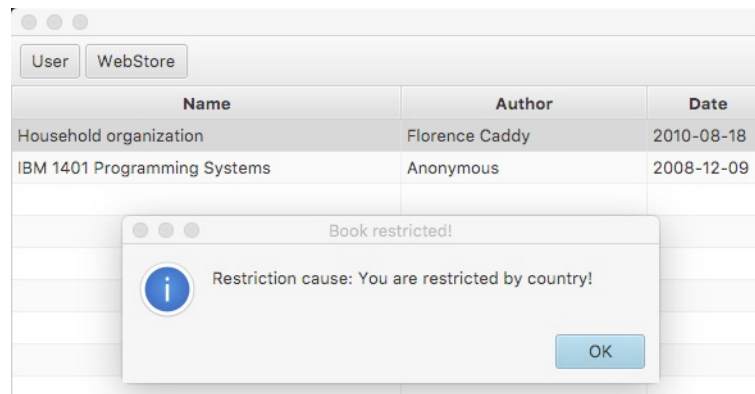 User WebStore
Name Author Date
Household organization Florence Caddy 2010-08-18
IBM 1401 Programming Systems Anonymous 2008-12-09
Book restricted!
Restriction cause: You are restricted by country!
OK